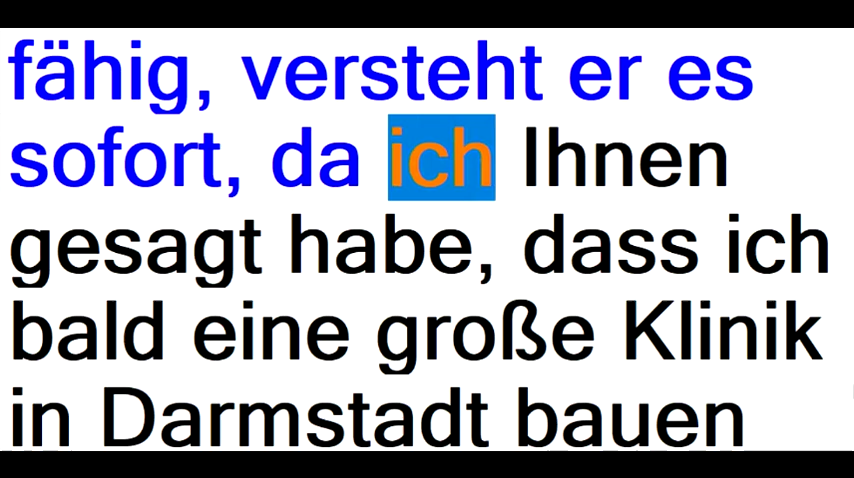 fähig, versteht er es
sofort, da ich Ihnen
gesagt habe, dass ich
bald eine große Klinik
in Darmstadt bauen